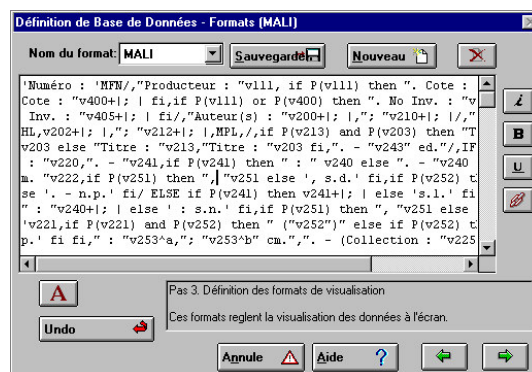 Définition de Base de Données - Formats (MALI)
Nom du format: MALI Sauvegarde Nouveau
'Numéro : 'MFN/,"Producteur : "v111, if P(v111) then ". Cote :
Cote : "v400+|; | fi,if P(v111) or P(v400) then ". No Inv. : "v
Inv. : "v405+|; | fi/,"Auteur(s) : "v200+|; |,"; "v210+|; |/,"
HL,v202+|; |,"; "v212+|; |,MPL,/,if P(v213) and P(v203) then "T
v203 else "Titre : "v213,"Titre : "v203 fi,". - "v243" ed."/,IF
: "v220,". - "v241,if P(v241) then " : " v240 else ". - "v240
m. "v222,if P(v251) then ", "v251 else ', s.d.' fi,if P(v252) t
se '. - n.p.' fi/ ELSE if P(v241) then v241+|; | else 's.l.' fi
" : "v240+|; | else ' : s.n.' fi,if P(v251) then ", "v251 else
'v221,if P(v221) and P(v252) then " ("v252")" else if P(v252) t
p.' fi fi," : "v253^a,"; "v253^b" cm.",". - (Collection : "v225
i
B
U
A
Undo
Pas 3. Définition des formats de visualisation
Ces formats reglent la visualisation des données à l'écran.
Annule Aide ?